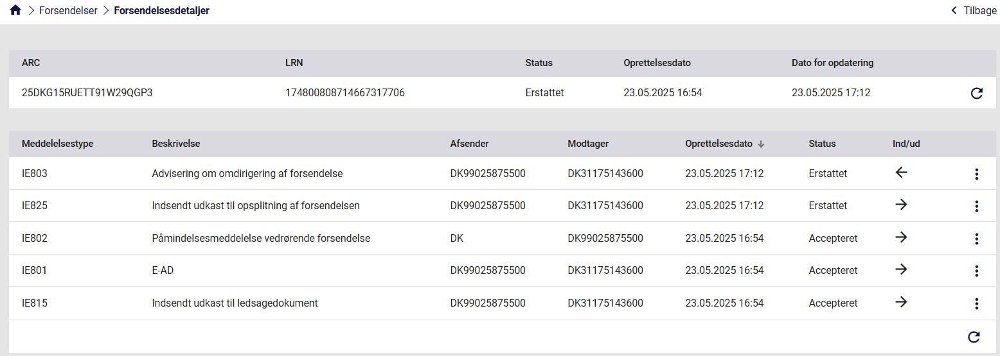 Forsendelser Forsendelsesdetaljer Tilbage
ARC LRN Status Oprettelsesdato Dato for opdatering
25DKG15RUETT91W29QGP3 174800808714667317706 Erstattet 23.05.2025 16:54 23.05.2025 17:12
Meddelelsestype Beskrivelse Afsender Modtager Oprettelsesdato Status Ind/ud
IE803 Advisering om omdirigering af forsendelse DK99025875500 DK31175143600 23.05.2025 17:12 Erstattet
IE825 Indsendt udkast til opsplitning af forsendelsen DK99025875500 DK31175143600 23.05.2025 17:12 Erstattet
IE802 Påmindelsesmeddelelse vedrørende forsendelse DK DK99025875500 23.05.2025 16:54 Accepteret
IE801 E-AD DK99025875500 DK31175143600 23.05.2025 16:54 Accepteret
IE815 Indsendt udkast til ledsagedokument DK99025875500 DK31175143600 23.05.2025 16:54 Accepteret